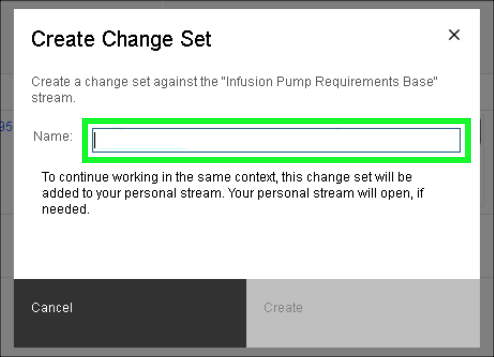 Create Change Set
Create a change set against the "Infusion Pump Requirements Base"
stream.
95
Name:
To continue working in the same context, this change set will be
added to your personal stream. Your personal stream will open, if
needed.
Cancel
Create